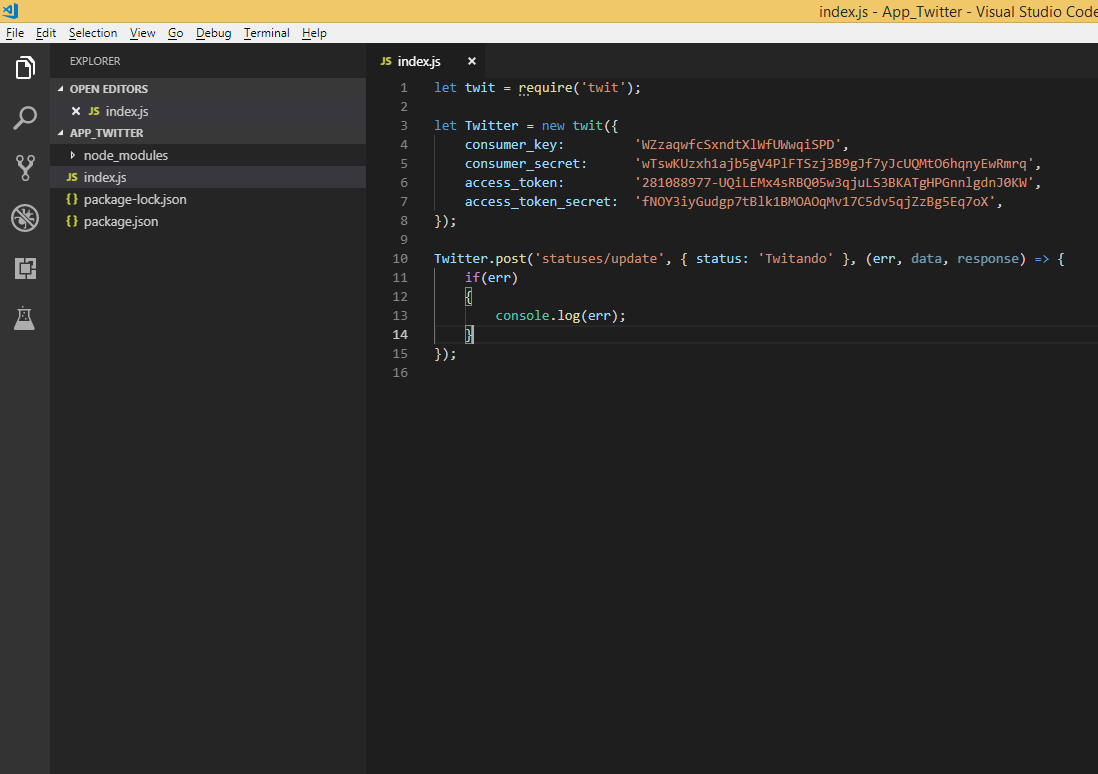 index.js - App_Twitter - Visual Studio Code
File Edit Selection View Go Debug Terminal Help
EXPLORER
OPEN EDITORS
JS index.js
APP_TWITTER
node_modules
JS index.js
{} package-lock.json
{} package.json
JS index.js
1 let twit = require('twit');
2
3 let Twitter = new twit({
4 consumer_key: 'WZzaqwfcSxndtXlWfUWwqiSPD',
5 consumer_secret: 'wTswKUzxh1ajb5gV4PlFTSzj3B9gJf7yJcUQMtO6hqnyEwRmrq',
6 access_token: '281088977-UQiLEMx4sRBQ05w3qjuLS3BKATgHPGnnlgdnJ0KW',
7 access_token_secret: 'fNOY3iyGudgp7tBlk1BMOAOqMv17C5dv5qjZzBg5Eq7oX',
8 });
9
10 Twitter.post('statuses/update', { status: 'Twitando' }, (err, data, response) => {
11 if(err)
12 {
13 console.log(err);
14 }
15 });
16